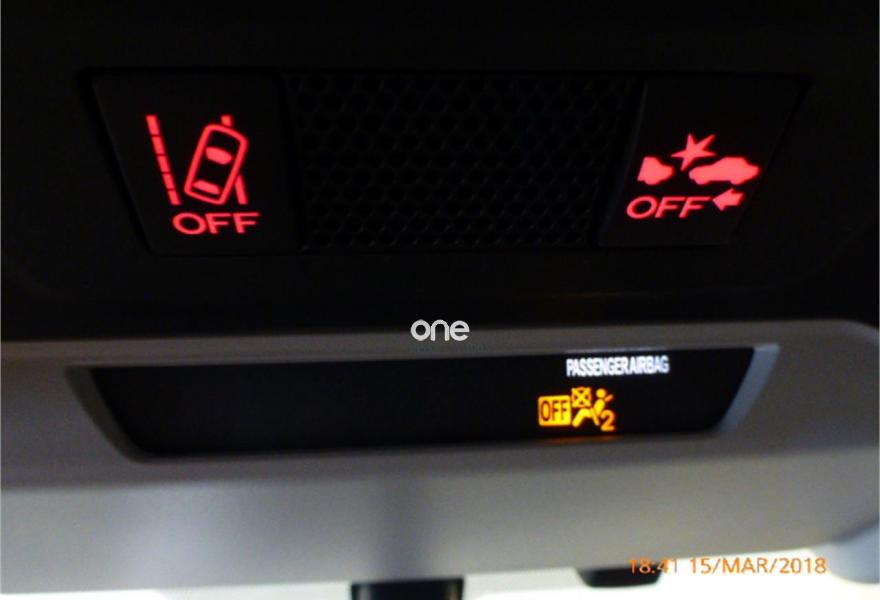 OFF
OFF
one
PASSENGER AIRBAG
OFF 2
18:41 15/MAR/2018